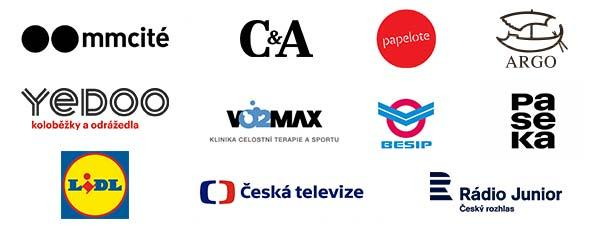 mmcité
C&A
papelote
ARGO
YeDOO
koloběžky a odrážedla
VO2MAX
KLINIKA CELOSTNÍ TERAPIE A SPORTU
BESIP
pa
se
ka
LIDL
Česká televize
Rádio Junior
Český rozhlas